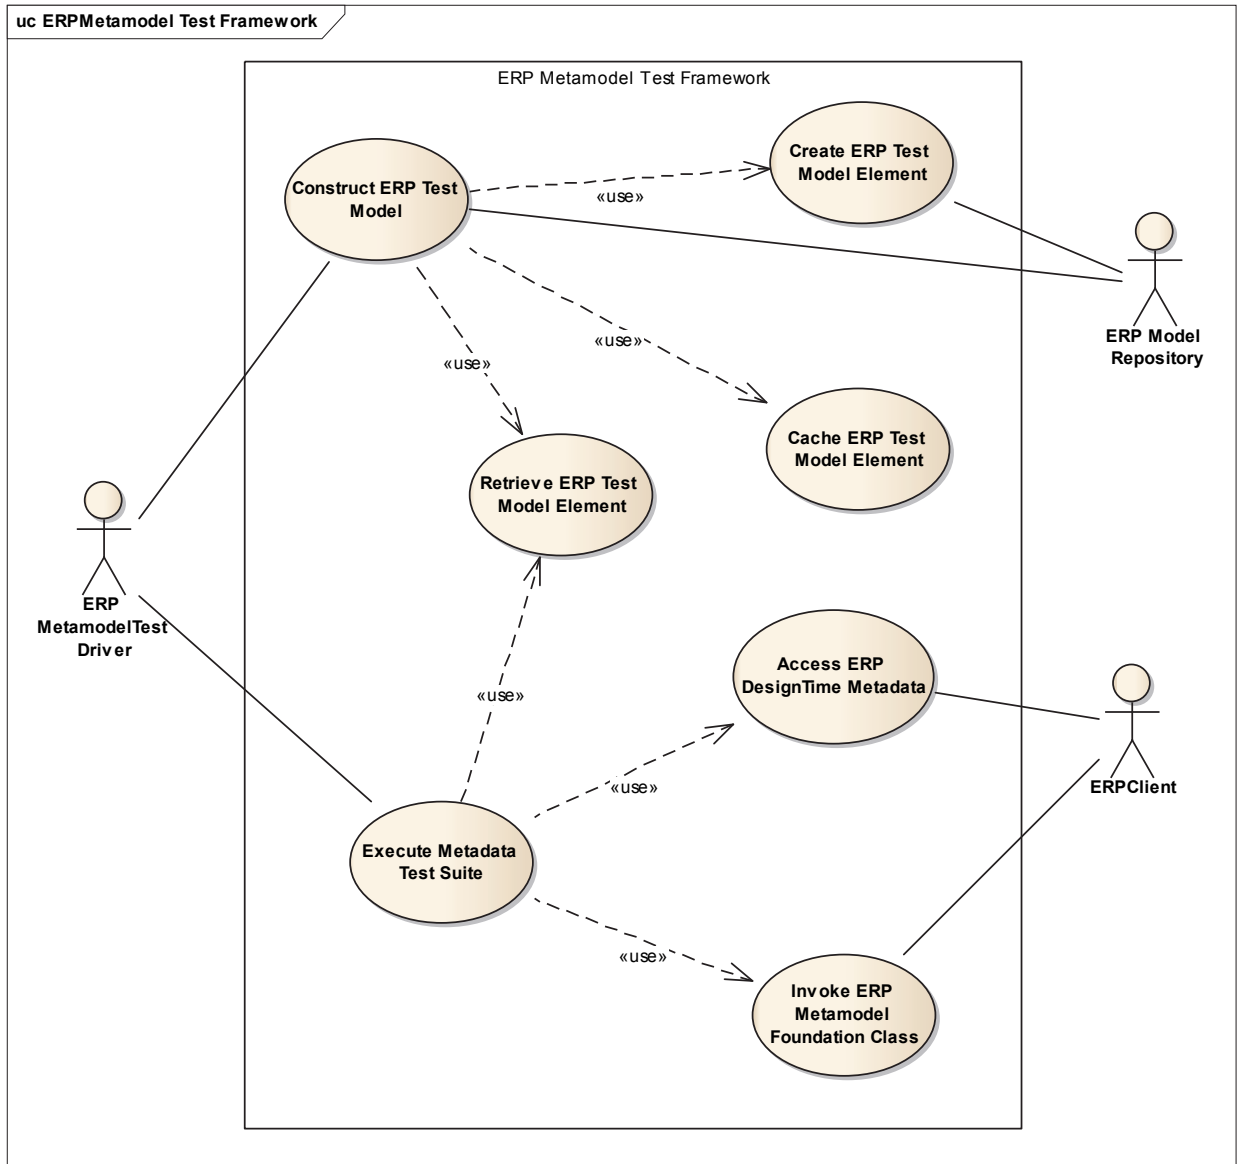 uc ERPMetamodel Test Framework
ERP Metamodel Test Framework
Create ERP Test
Model Element
Construct ERP Test
Model
«use»
ERP Model
Repository
«use»
«use»
Cache ERP Test
Model Element
Retrieve ERP Test
Model Element
ERP
MetamodelTest
Driver
Access ERP
DesignTime Metadata
«use»
«use»
ERPClient
Execute Metadata
Test Suite
«use»
Invoke ERP
Metamodel
Foundation Class